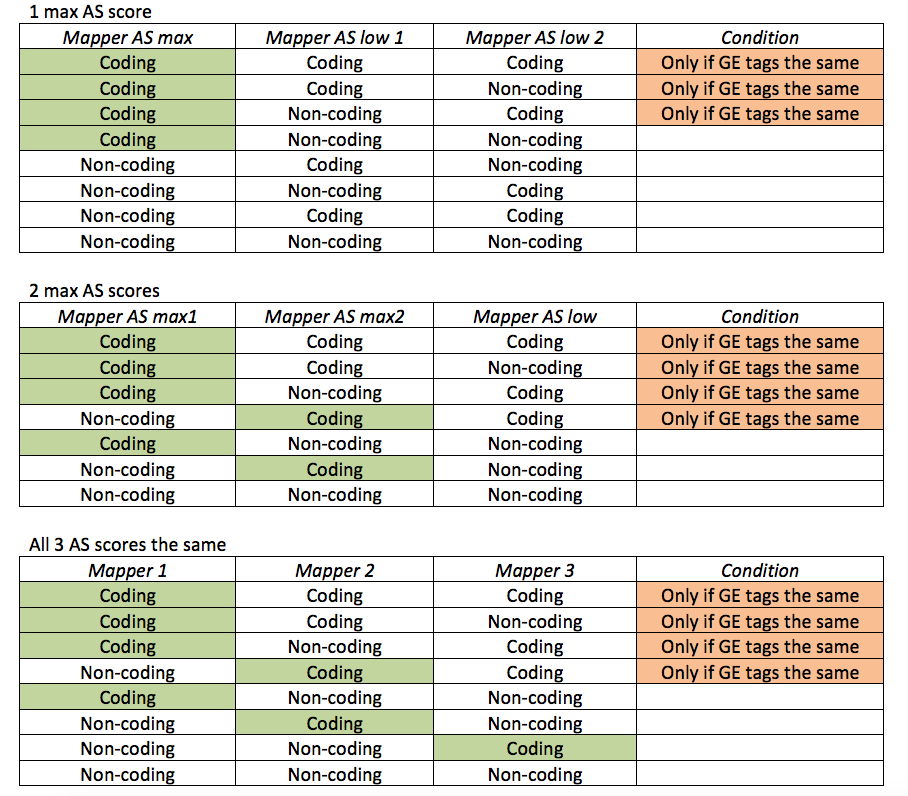 1 max AS score
Mapper AS max Mapper AS low 1 Mapper AS low 2 Condition
Coding Coding Coding Only if GE tags the same
Coding Coding Non-coding Only if GE tags the same
Coding Non-coding Coding Only if GE tags the same
Coding Non-coding Non-coding
Non-coding Coding Non-coding
Non-coding Non-coding Coding
Non-coding Coding Coding
Non-coding Non-coding Non-coding
2 max AS scores
Mapper AS max1 Mapper AS max2 Mapper AS low Condition
Coding Coding Coding Only if GE tags the same
Coding Coding Non-coding Only if GE tags the same
Coding Non-coding Coding Only if GE tags the same
Non-coding Coding Coding Only if GE tags the same
Coding Non-coding Non-coding
Non-coding Coding Non-coding
Non-coding Non-coding Non-coding
All 3 AS scores the same
Mapper 1 Mapper 2 Mapper 3 Condition
Coding Coding Coding Only if GE tags the same
Coding Coding Non-coding Only if GE tags the same
Coding Non-coding Coding Only if GE tags the same
Non-coding Coding Coding Only if GE tags the same
Coding Non-coding Non-coding
Non-coding Coding Non-coding
Non-coding Non-coding Coding
Non-coding Non-coding Non-coding